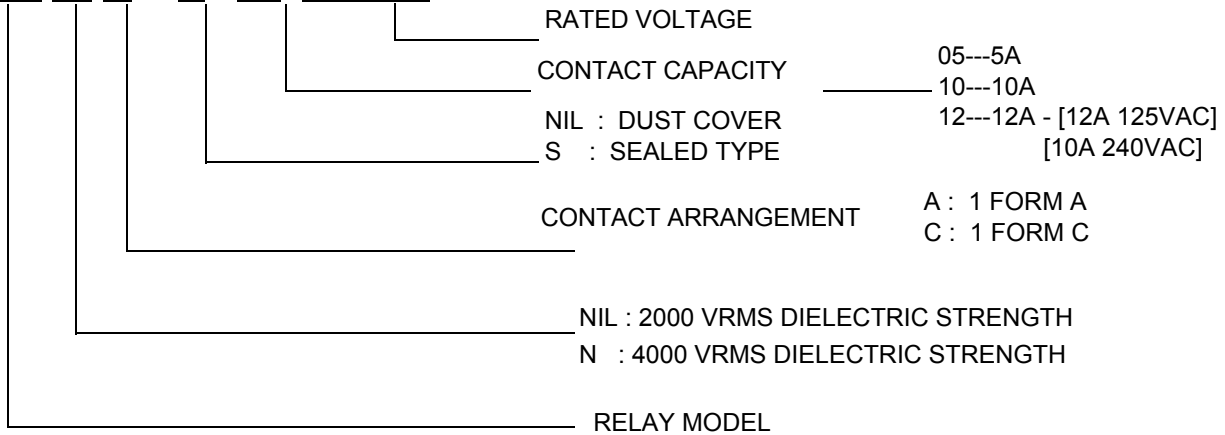 RATED VOLTAGE
CONTACT CAPACITY
05---5A
10---10A
12---12A - [12A 125VAC]
[10A 240VAC]
NIL : DUST COVER
S : SEALED TYPE
CONTACT ARRANGEMENT
A : 1 FORM A
C : 1 FORM C
NIL : 2000 VRMS DIELECTRIC STRENGTH
N : 4000 VRMS DIELECTRIC STRENGTH
RELAY MODEL